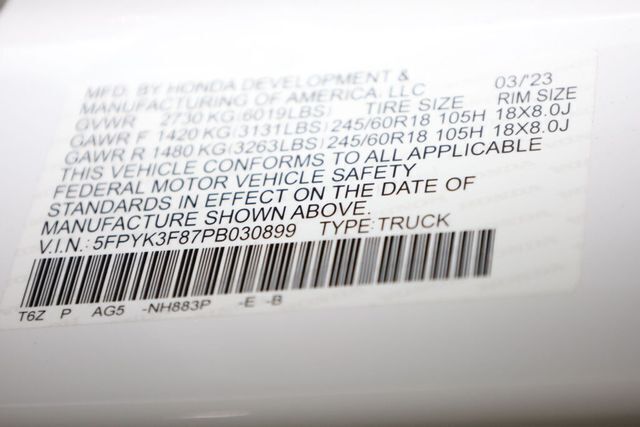 MFD. BY HONDA DEVELOPMENT &
MANUFACTURING OF AMERICA, LLC 03/'23
GVWR 2730 KG(6019LBS) TIRE SIZE RIM SIZE
GAWR F 1420 KG(3131LBS) 245/60R18 105H 18X8.0J
GAWR R 1480 KG(3263LBS) 245/60R18 105H 18X8.0J
THIS VEHICLE CONFORMS TO ALL APPLICABLE
FEDERAL MOTOR VEHICLE SAFETY
STANDARDS IN EFFECT ON THE DATE OF
MANUFACTURE SHOWN ABOVE.
V.I.N.: 5FPYK3F87PB030899 TYPE: TRUCK
T6Z P AG5 -NH883P -E -B